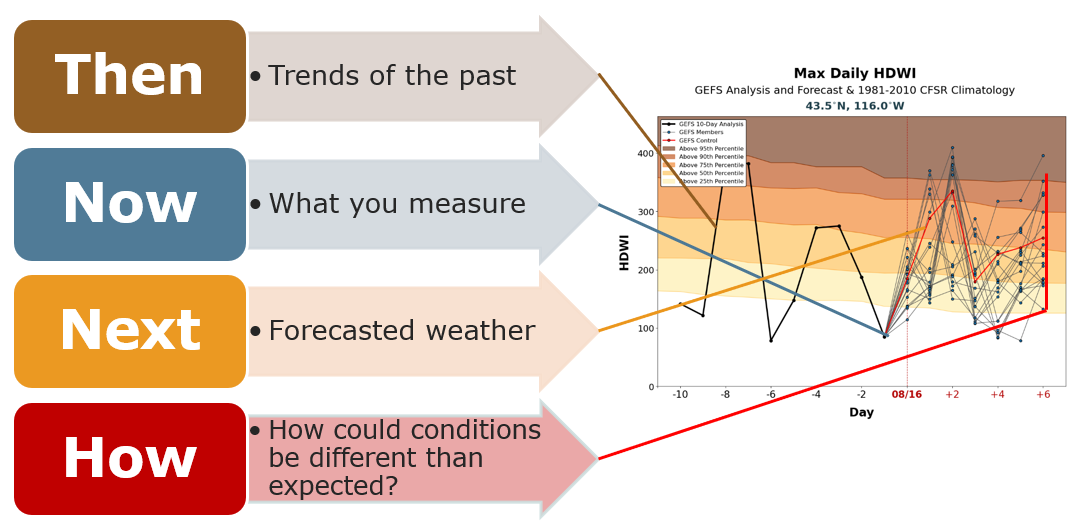 Then
• Trends of the past
Now
• What you measure
Next
• Forecasted weather
How
• How could conditions
be different than
expected?
Max Daily HDWI
GEFS Analysis and Forecast & 1981-2010 CFSR Climatology
43.5°N, 116.0°W
GEFS 10-Day Analysis
GEFS Members
GEFS Control
Above 95th Percentile
Above 90th Percentile
Above 75th Percentile
Above 50th Percentile
Above 25th Percentile
HDWI
400
300
200
100
0
-10 -8 -6 -4 -2 08/16 +2 +4 +6
Day